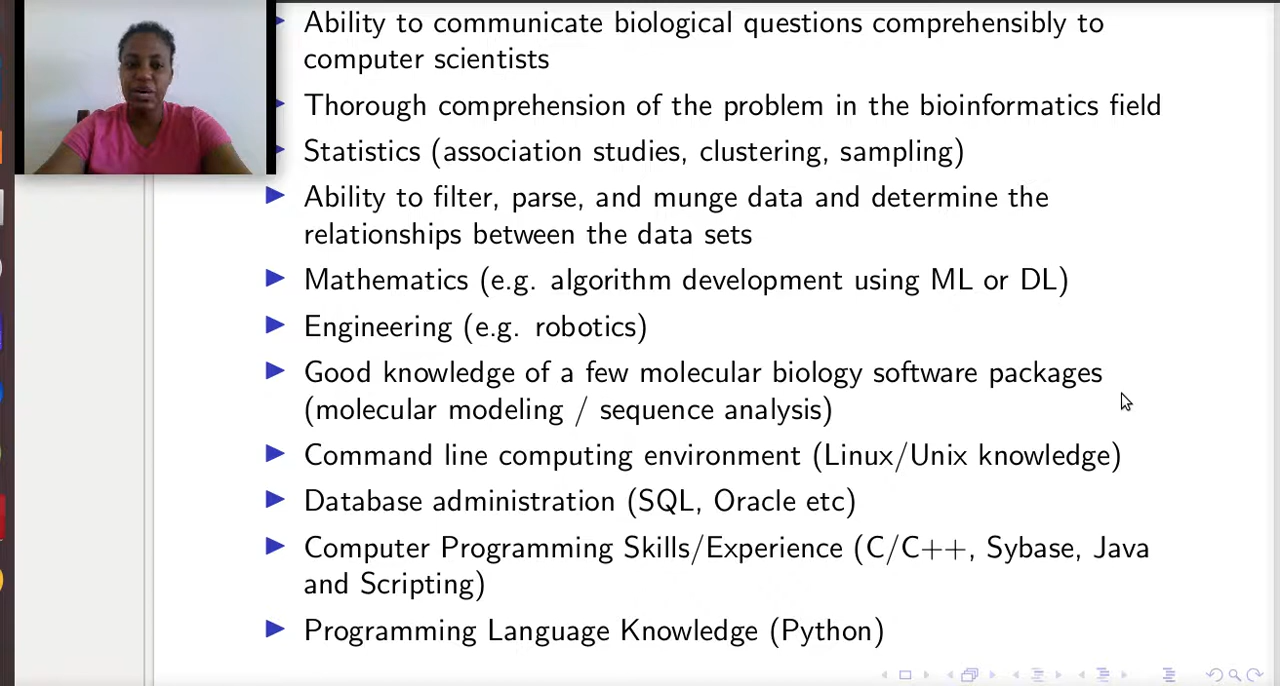 Ability to communicate biological questions comprehensibly to
computer scientists
Thorough comprehension of the problem in the bioinformatics field
Statistics (association studies, clustering, sampling)
Ability to filter, parse, and munge data and determine the
relationships between the data sets
Mathematics (e.g. algorithm development using ML or DL)
Engineering (e.g. robotics)
Good knowledge of a few molecular biology software packages
(molecular modeling / sequence analysis)
Command line computing environment (Linux/Unix knowledge)
Database administration (SQL, Oracle etc)
Computer Programming Skills/Experience (C/C++, Sybase, Java
and Scripting)
Programming Language Knowledge (Python)